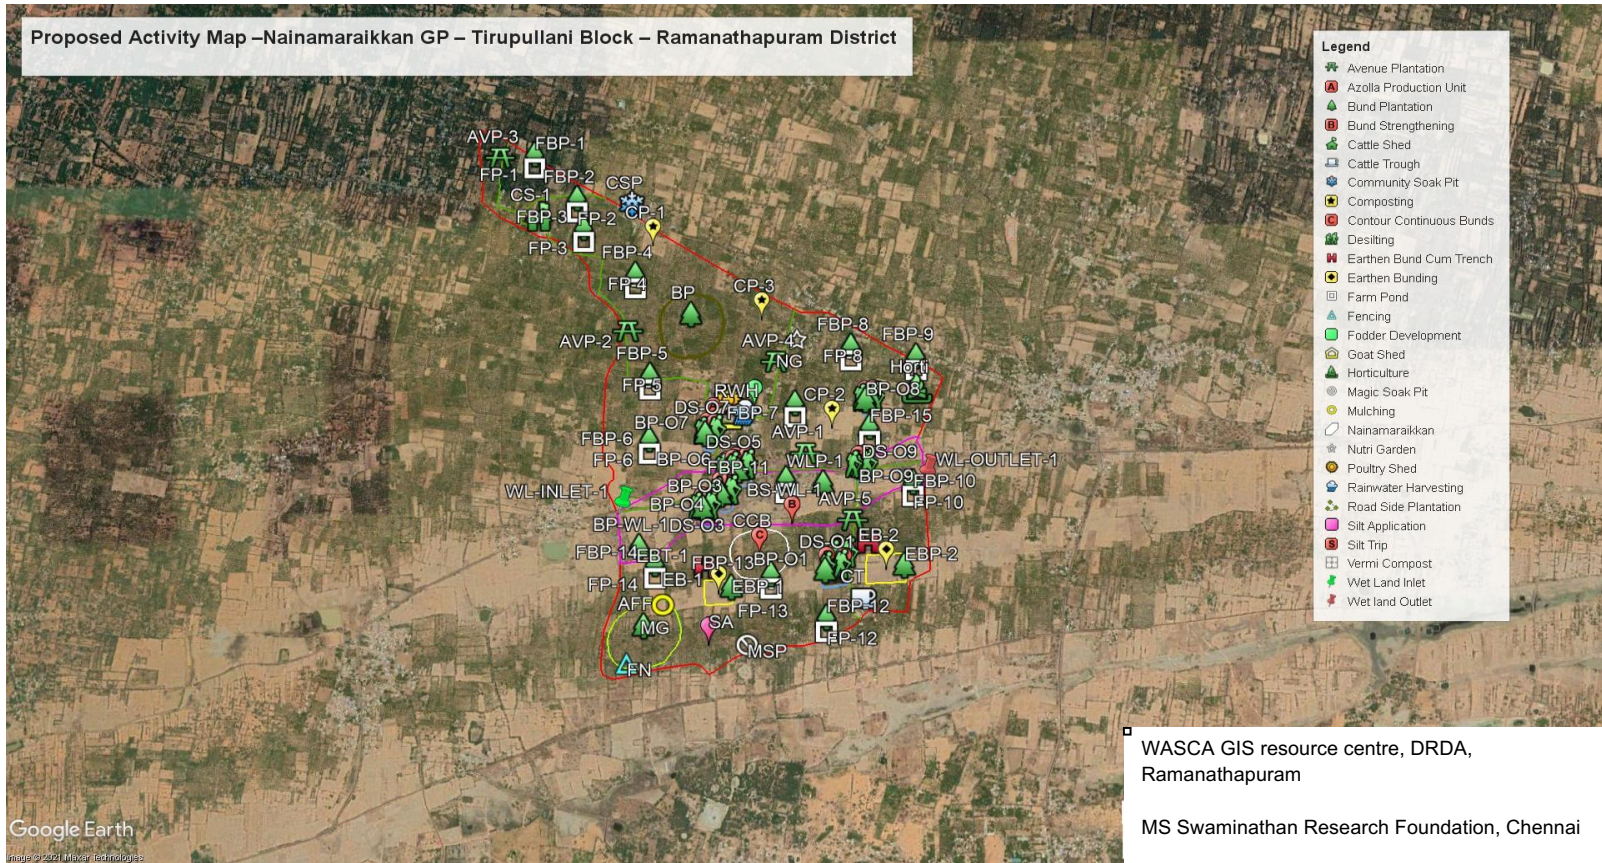 Proposed Activity Map –Nainamaraikkan GP – Tirupullani Block – Ramanathapuram District
Legend
Avenue Plantation
A Azolla Production Unit
Bund Plantation
B Bund Strengthening
Cattle Shed
Cattle Trough
Community Soak Pit
Composting
C Contour Continuous Bunds
Desilting
Earthen Bund Cum Trench
Earthen Bunding
Farm Pond
Fencing
Fodder Development
Goat Shed
Horticulture
Magic Soak Pit
Mulching
Nainamaraikkan
Nutri Garden
Poultry Shed
Rainwater Harvesting
Road Side Plantation
Silt Application
S Silt Trip
Vermi Compost
Wet Land Inlet
Wet land Outlet
AVP-3
FBP-1
FP-1
FBP-2
CS-1
CSP
FBP-3
FP-2
CP-1
FP-3
FBP-4
FP-4
BP
CP-3
AVP-2
FBP-5
AVP-4
NG
FBP-8
FP-8
FBP-9
Horti
FP-5
RWH
CP-2
BP-O8
DS-O7
FBP-7
FBP-15
BP-O7
AVP-1
FBP-6
DS-O5
DS-O9
FP-6
BP-O6
FBP-11
WLP-1
WL-OUTLET-1
BP-O9
FBP-10
WL-INLET-1
BP-O3
BS-WL-1
AVP-5
FP-10
BP-O4
B
BP-WL-1
DS-O3
CCB
C
DS-O1
EB-2
FBP-14
EBT-1
FBP-13
BP-O1
EBP-2
FP-14
EB-1
EBP-1
CT
AFF
FP-13
FBP-12
MG
SA
FP-12
MSP
FN
WASCA GIS resource centre, DRDA,
Ramanathapuram
MS Swaminathan Research Foundation, Chennai
Google Earth
Image © 2021 Maxar Technologies